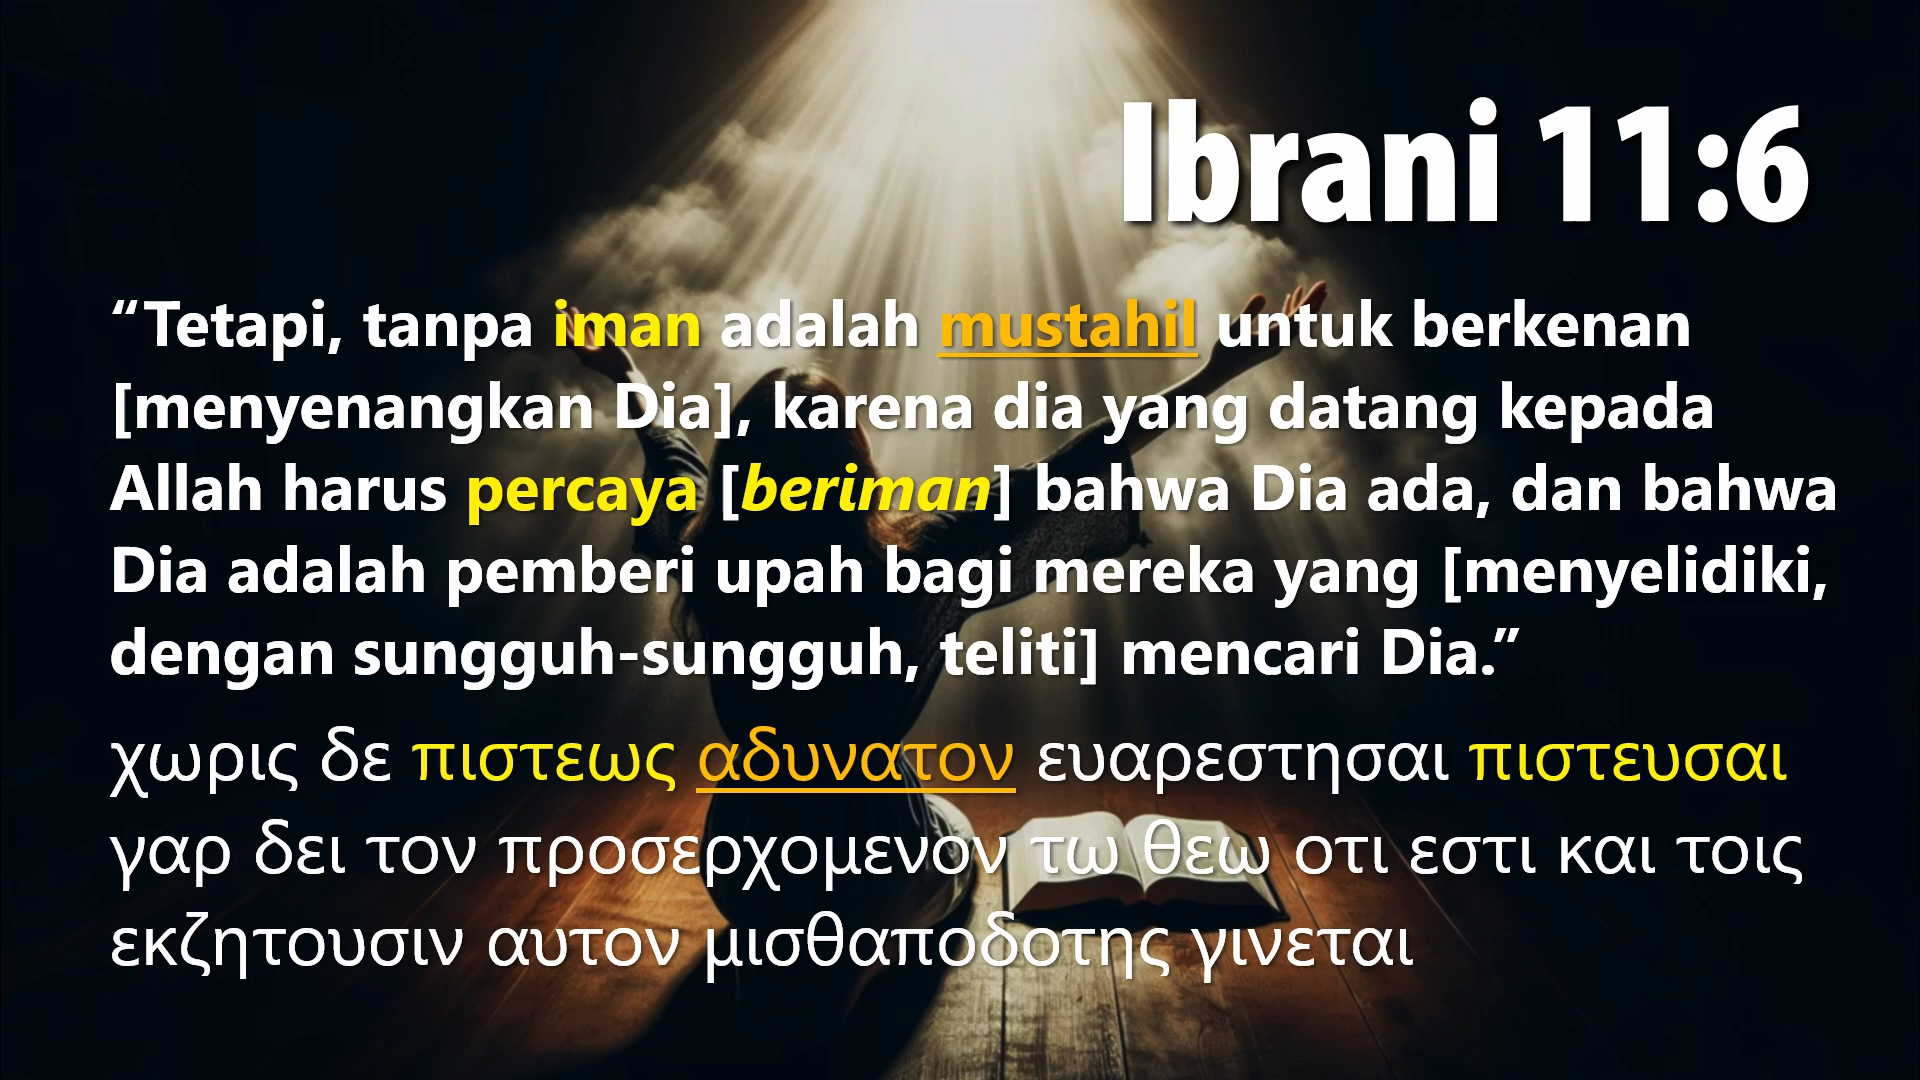 Ibrani 11:6
“Tetapi, tanpa iman adalah mustahil untuk berkenan
[menyenangkan Dia], karena dia yang datang kepada
Allah harus percaya [beriman] bahwa Dia ada, dan bahwa
Dia adalah pemberi upah bagi mereka yang [menyelidiki,
dengan sungguh-sungguh, teliti] mencari Dia.”
χωρις δε πιστεως αδυνατον ευαρεστησαι πιστευσαι
γαρ δει τον προσερχομενον τω θεω οτι εστι και τοις
εκζητουσιν αυτον μισθαποδοτης γινεται